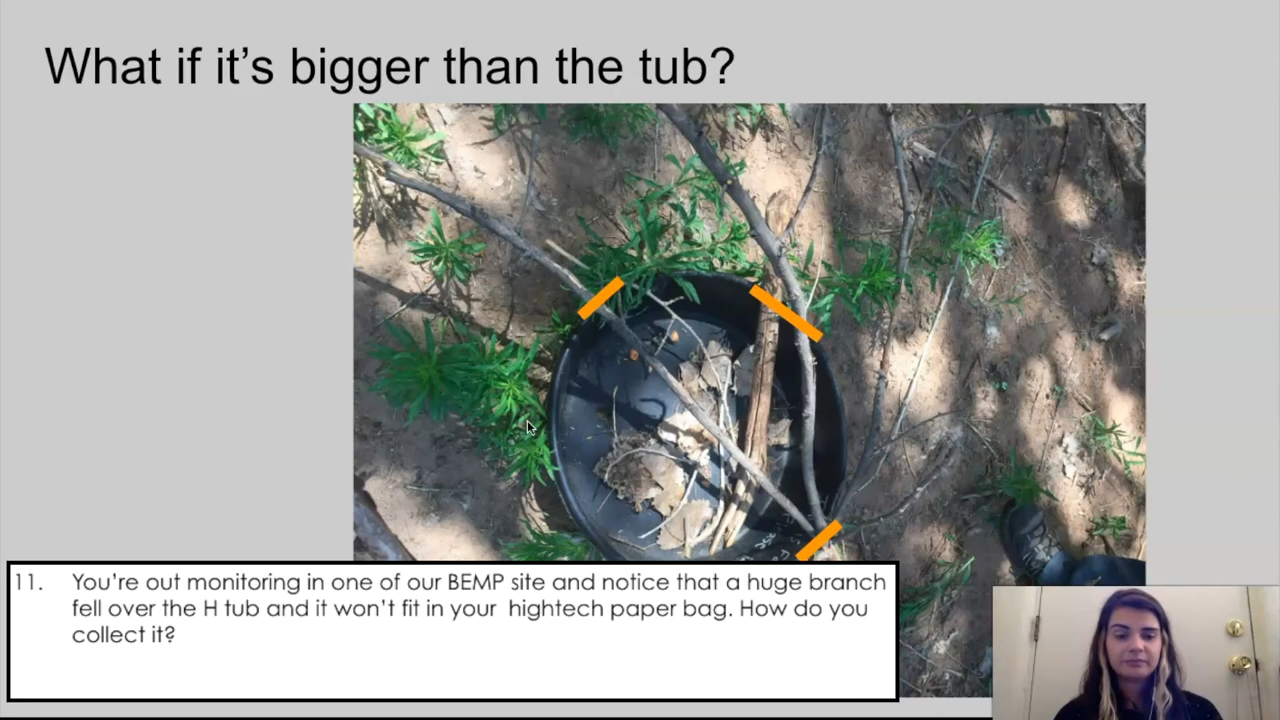 What if it's bigger than the tub?
11. You're out monitoring in one of our BEMP site and notice that a huge branch
fell over the H tub and it won't fit in your hightech paper bag. How do you
collect it?